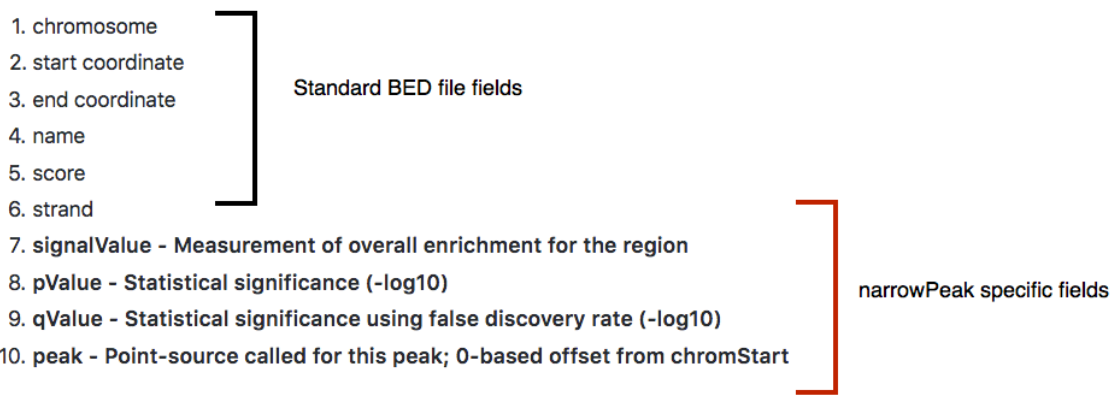 1. chromosome
2. start coordinate
3. end coordinate
4. name
5. score
6. strand
7. signalValue - Measurement of overall enrichment for the region
8. pValue - Statistical significance (-log10)
9. qValue - Statistical significance using false discovery rate (-log10)
10. peak - Point-source called for this peak; 0-based offset from chromStart
Standard BED file fields
narrowPeak specific fields